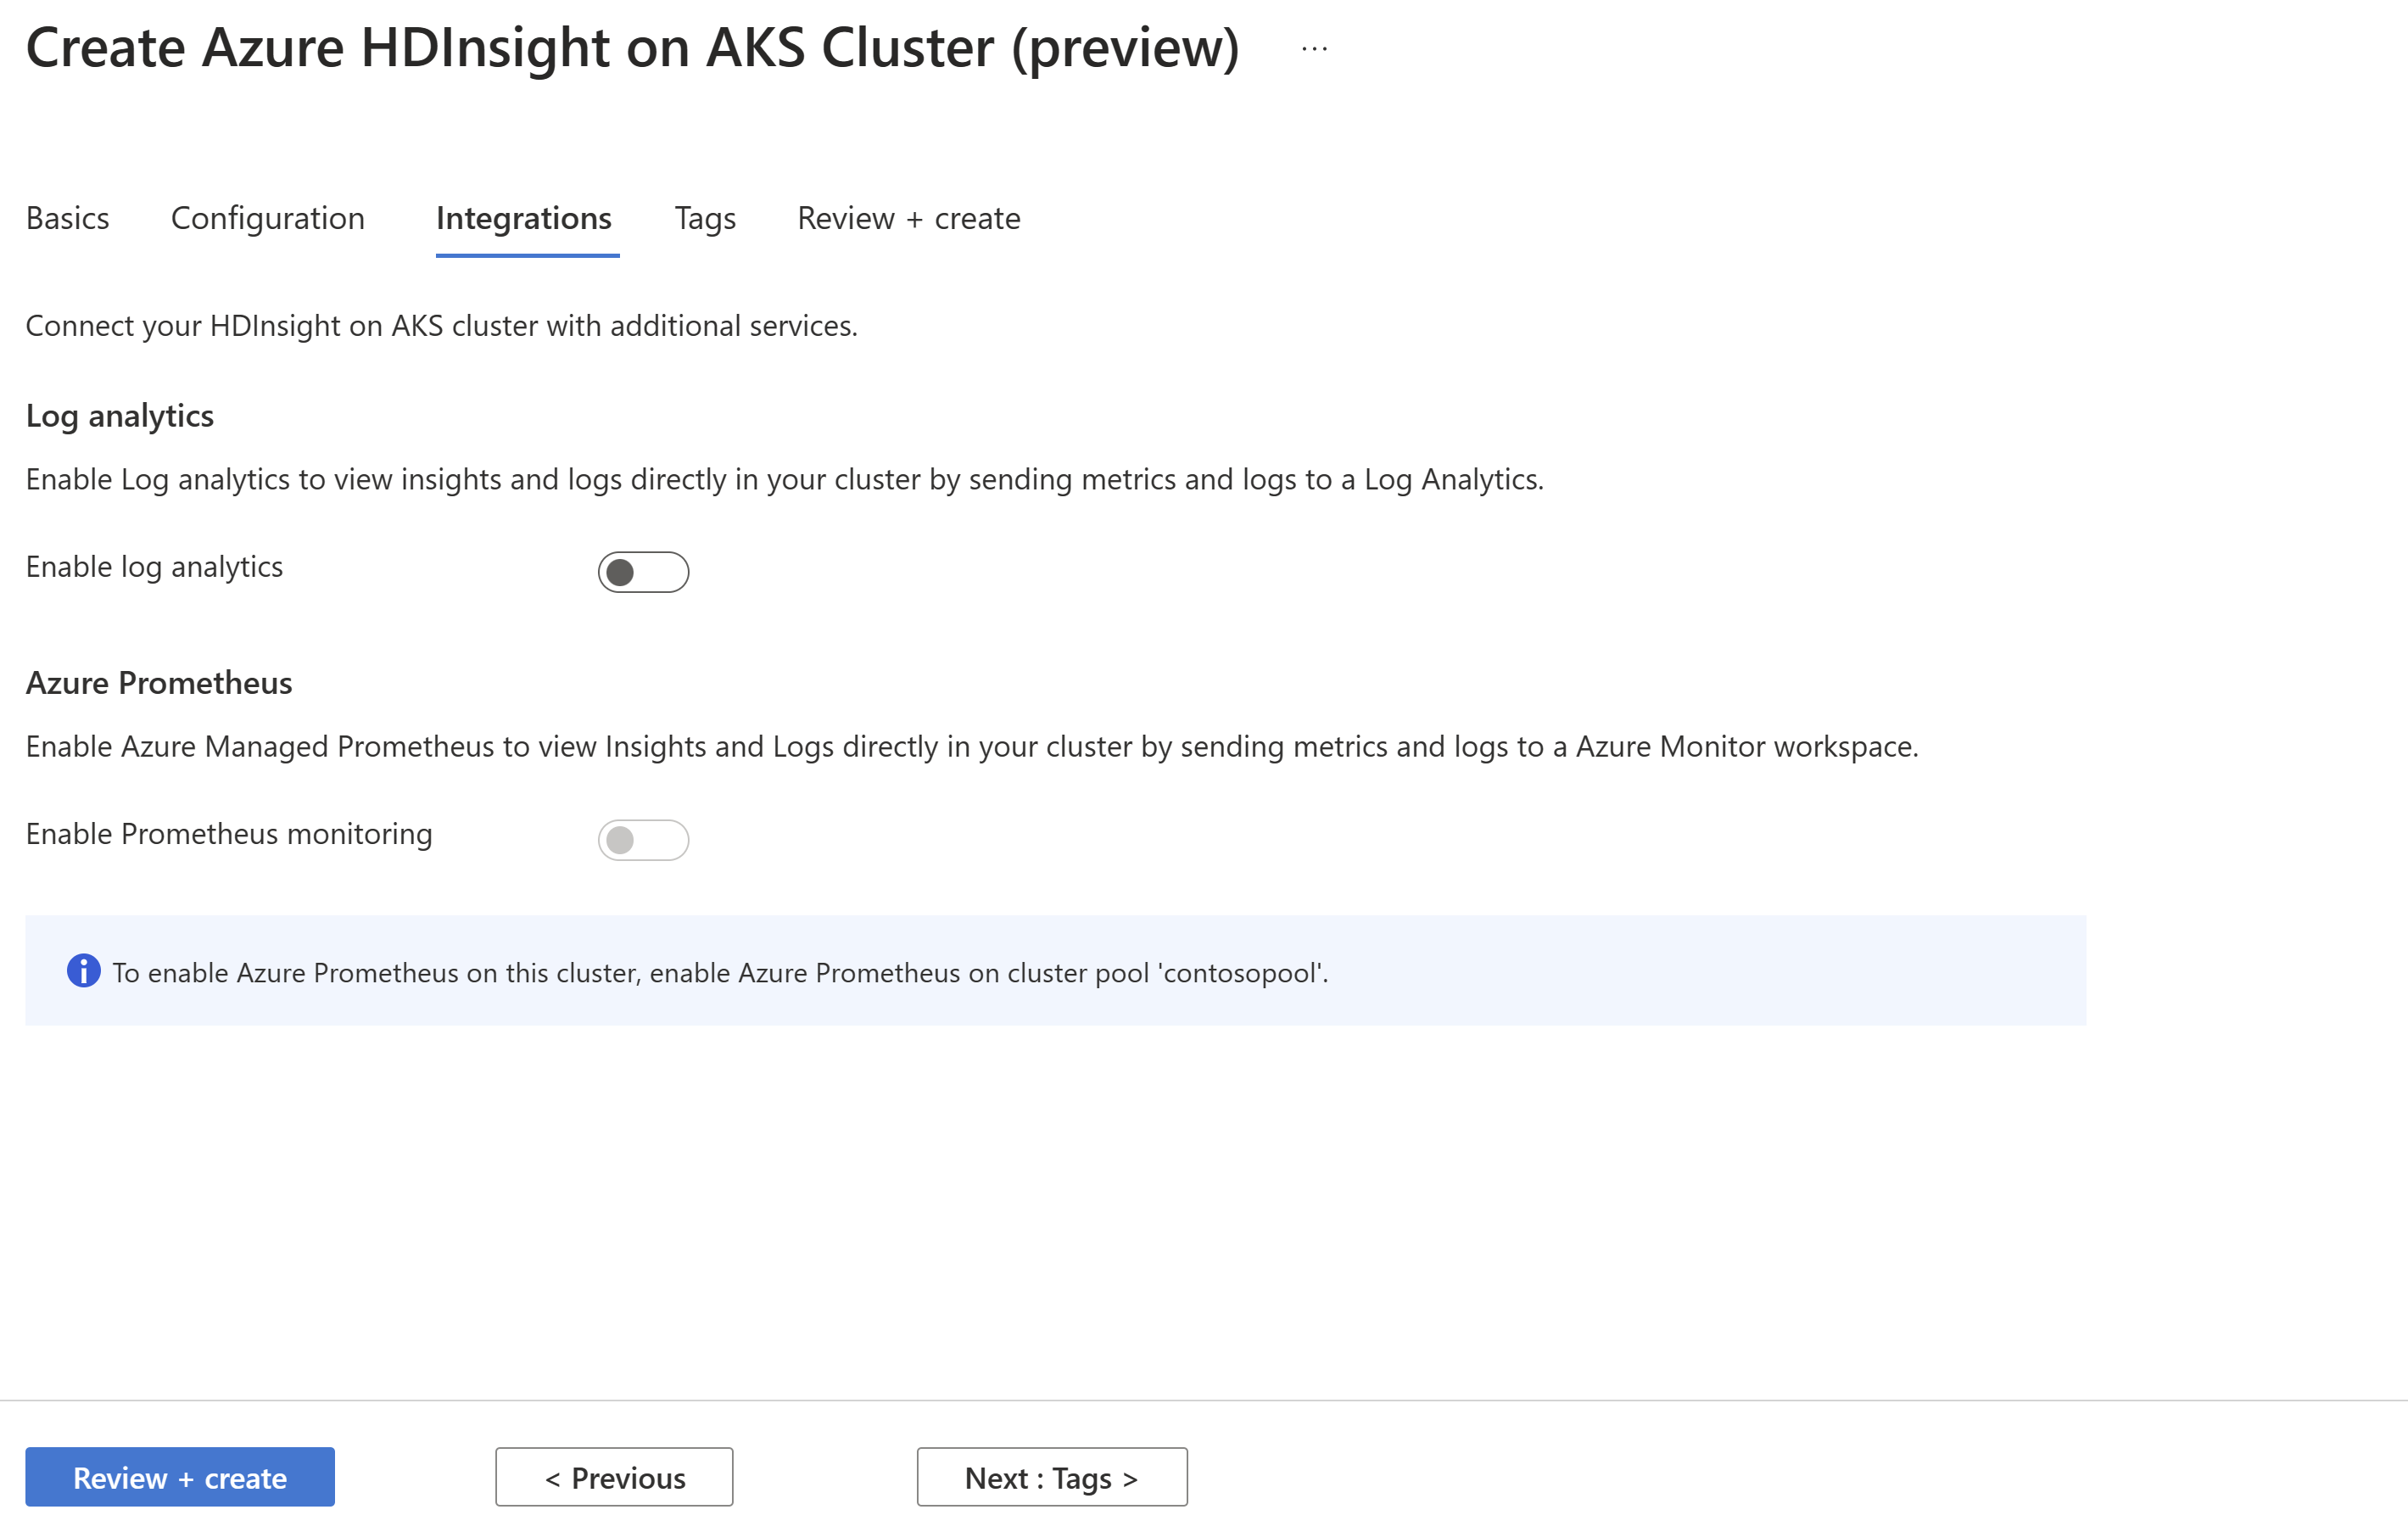 Create Azure HDInsight on AKS Cluster (preview) ...
Basics Configuration Integrations Tags Review + create
Connect your HDInsight on AKS cluster with additional services.
Log analytics
Enable Log analytics to view insights and logs directly in your cluster by sending metrics and logs to a Log Analytics.
Enable log analytics
Azure Prometheus
Enable Azure Managed Prometheus to view Insights and Logs directly in your cluster by sending metrics and logs to a Azure Monitor workspace.
Enable Prometheus monitoring
To enable Azure Prometheus on this cluster, enable Azure Prometheus on cluster pool 'contosopool'.
Review + create < Previous Next : Tags >